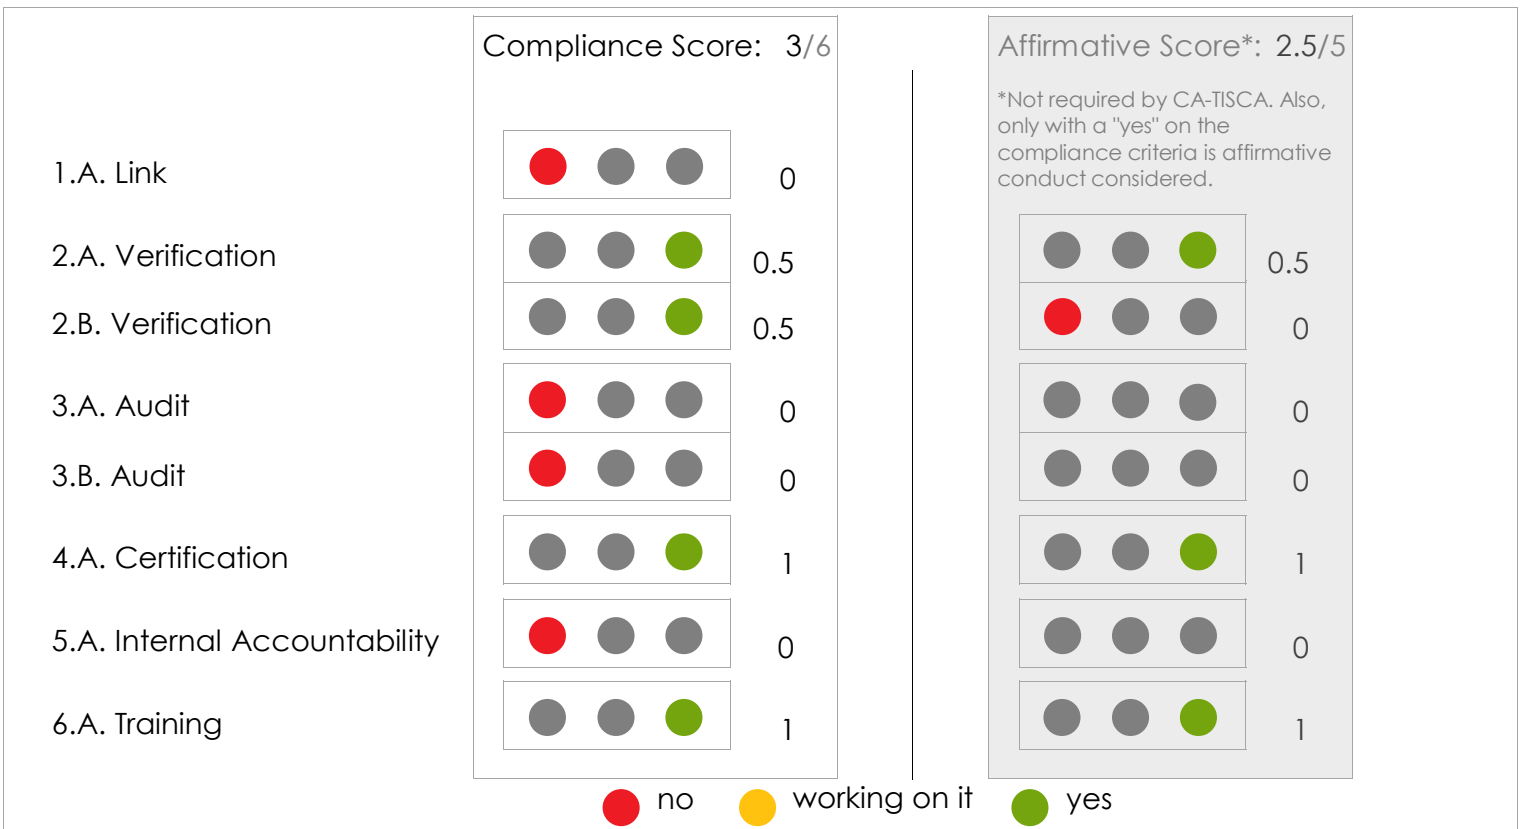 Compliance Score: 3/6
Affirmative Score*: 2.5/5
*Not required by CA-TISCA. Also,
only with a "yes" on the
compliance criteria is affirmative
conduct considered.
1.A. Link 0
2.A. Verification 0.5 0.5
2.B. Verification 0.5 0
3.A. Audit 0 0
3.B. Audit 0 0
4.A. Certification 1 1
5.A. Internal Accountability 0 0
6.A. Training 1 1
no working on it yes